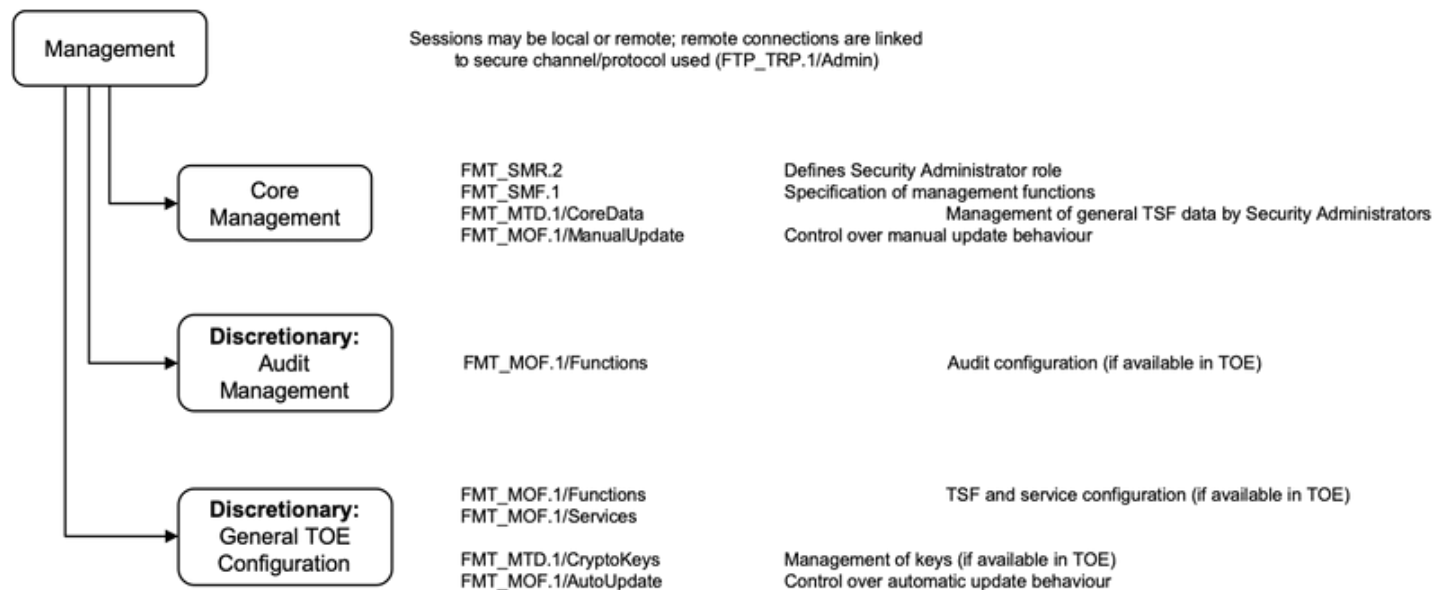 Management
Sessions may be local or remote; remote connections are linked
to secure channel/protocol used (FTP_TRP.1/Admin)
Core
Management
FMT_SMR.2 Defines Security Administrator role
FMT_SMF.1 Specification of management functions
FMT_MTD.1/CoreData Management of general TSF data by Security Administrators
FMT_MOF.1/ManualUpdate Control over manual update behaviour
Discretionary:
Audit
Management
FMT_MOF.1/Functions Audit configuration (if available in TOE)
Discretionary:
General TOE
Configuration
FMT_MOF.1/Functions TSF and service configuration (if available in TOE)
FMT_MOF.1/Services
FMT_MTD.1/CryptoKeys Management of keys (if available in TOE)
FMT_MOF.1/AutoUpdate Control over automatic update behaviour